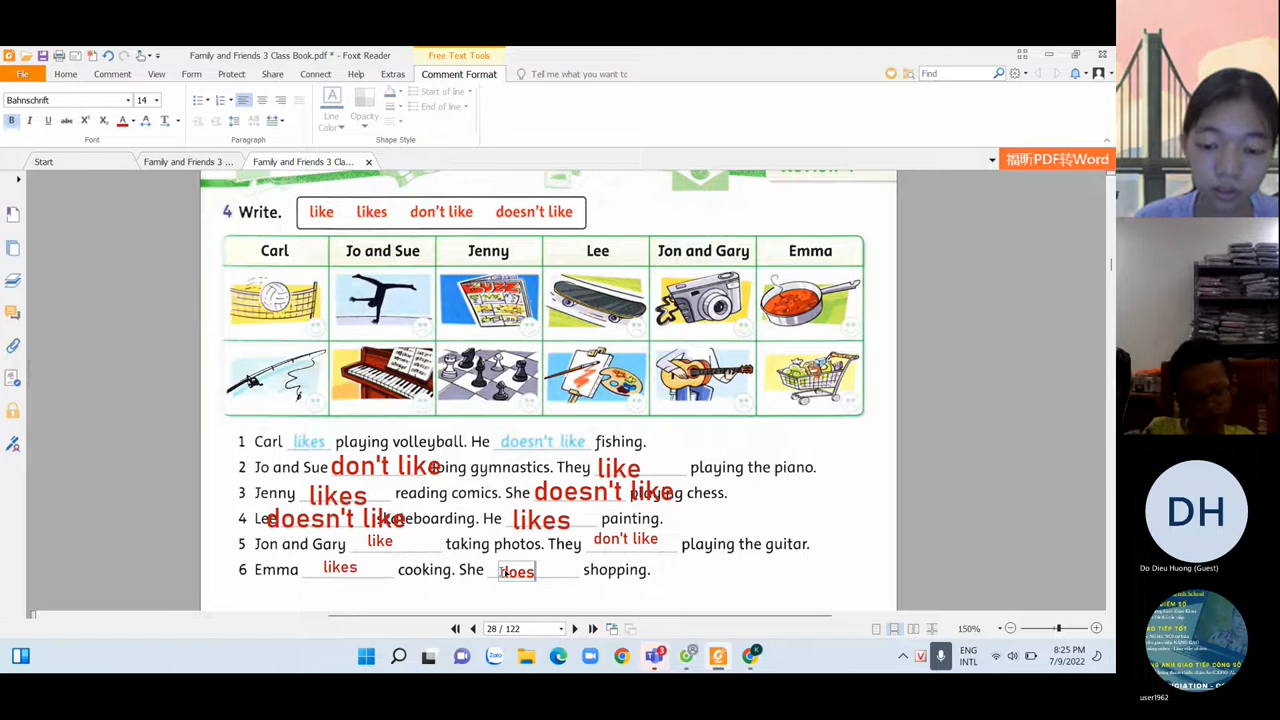 Family and Friends 3 Class Book.pdf * - Foxit Reader
Free Text Tools
File Home Comment View Form Protect Share Connect Help Extras Comment Format Tell me what you want tc
Find
Bahnschrift 14
Line Color
Opacity
Start of line
End of line
Font
Paragraph
Shape Style
Start
Family and Friends 3 ...
Family and Friends 3 Cla...
福昕PDF转Word
4 Write. like likes don't like doesn't like
Carl Jo and Sue Jenny Lee Jon and Gary Emma
1 Carl likes playing volleyball. He doesn't like fishing.
2 Jo and Sue don't like doing gymnastics. They like playing the piano.
3 Jenny likes reading comics. She doesn't like playing chess.
4 Lee doesn't like skateboarding. He likes painting.
5 Jon and Gary like taking photos. They don't like playing the guitar.
6 Emma likes cooking. She does shopping.
28 / 122
150%
DH
Do Dieu Huong (Guest)
ĐIỂM SỐ
user1962
Zalo
ENG
INTL
8:25 PM
7/9/2022